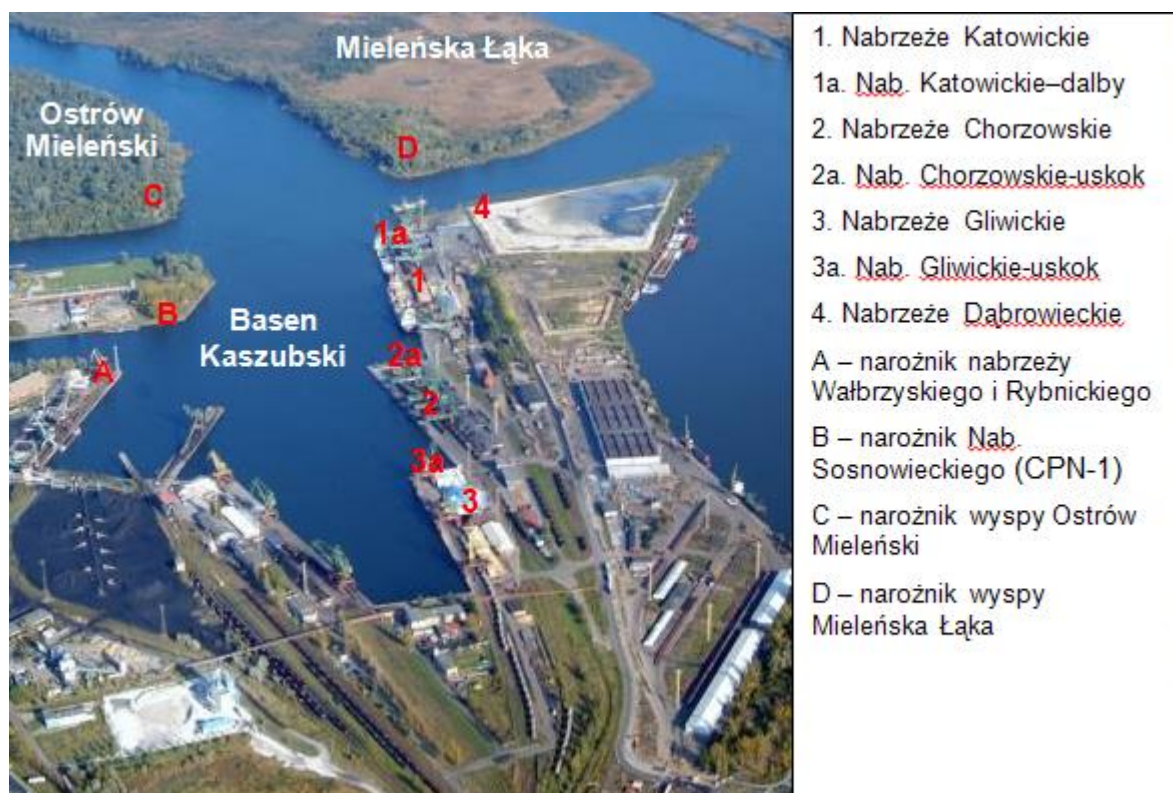 Mieleńska Łąka
Ostrów
Mieleński
D
C
4
1a
1
B
Basen
Kaszubski
2a
A
2
3a
3
1. Nabrzeże Katowickie
1a. Nab. Katowickie–dalby
2. Nabrzeże Chorzowskie
2a. Nab. Chorzowskie-uskok
3. Nabrzeże Gliwickie
3a. Nab. Gliwickie-uskok
4. Nabrzeże Dąbrowieckie
A – narożnik nabrzeży
Wałbrzyskiego i Rybnickiego
B – narożnik Nab.
Sosnowieckiego (CPN-1)
C – narożnik wyspy Ostrów
Mieleński
D – narożnik wyspy
Mieleńska Łąka